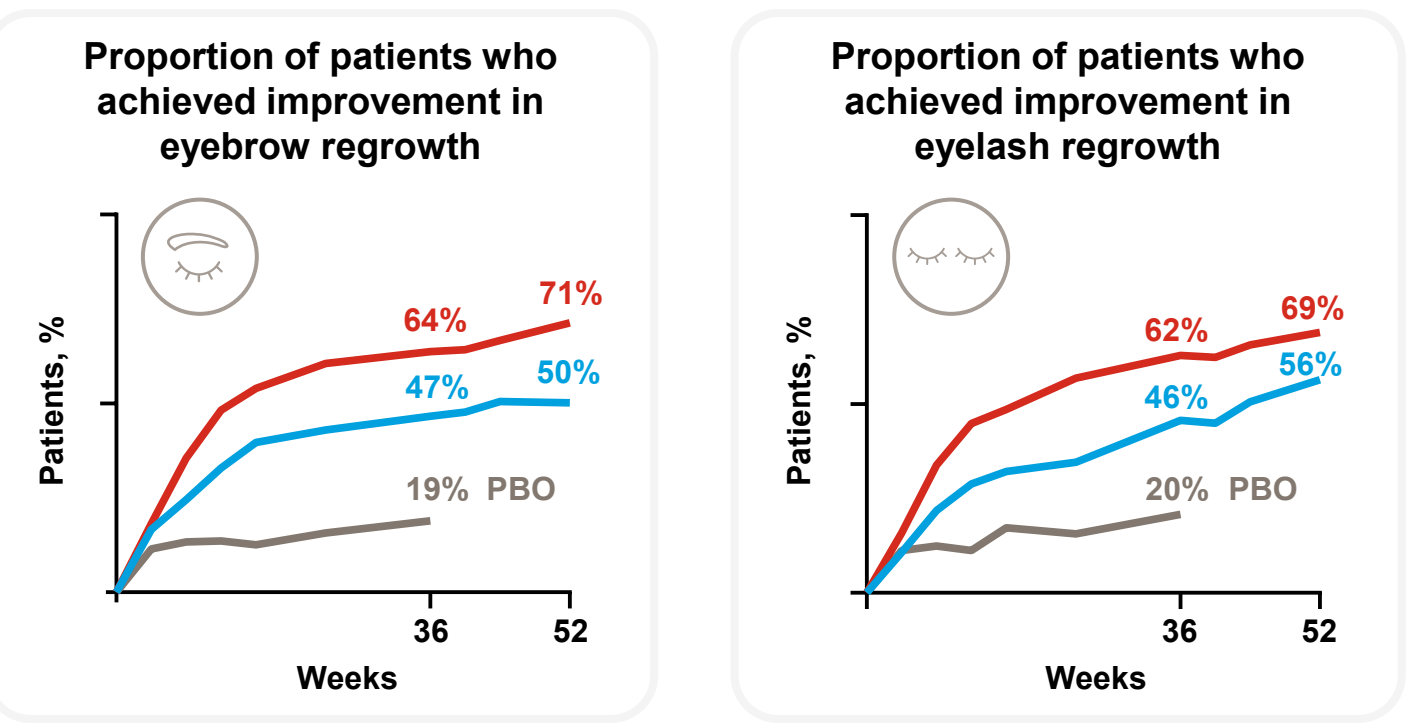 Proportion of patients who
achieved improvement in
eyebrow regrowth
Patients, %
71%
64%
50%
47%
19% PBO
36
52
Weeks
Proportion of patients who
achieved improvement in
eyelash regrowth
Patients, %
69%
62%
56%
46%
20% PBO
36
52
Weeks